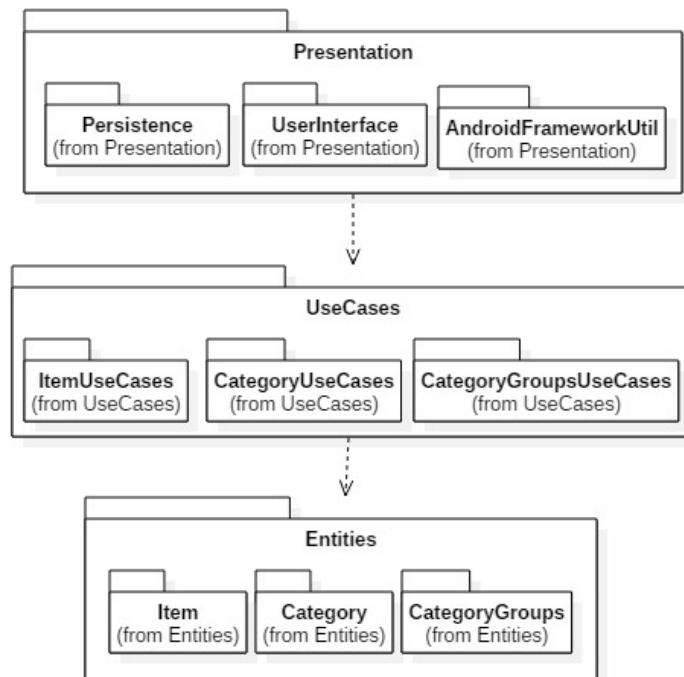 Presentation
Persistence
(from Presentation)
UserInterface
(from Presentation)
AndroidFrameworkUtil
(from Presentation)
UseCases
ItemUseCases
(from UseCases)
CategoryUseCases
(from UseCases)
CategoryGroupsUseCases
(from UseCases)
Entities
Item
(from Entities)
Category
(from Entities)
CategoryGroups
(from Entities)